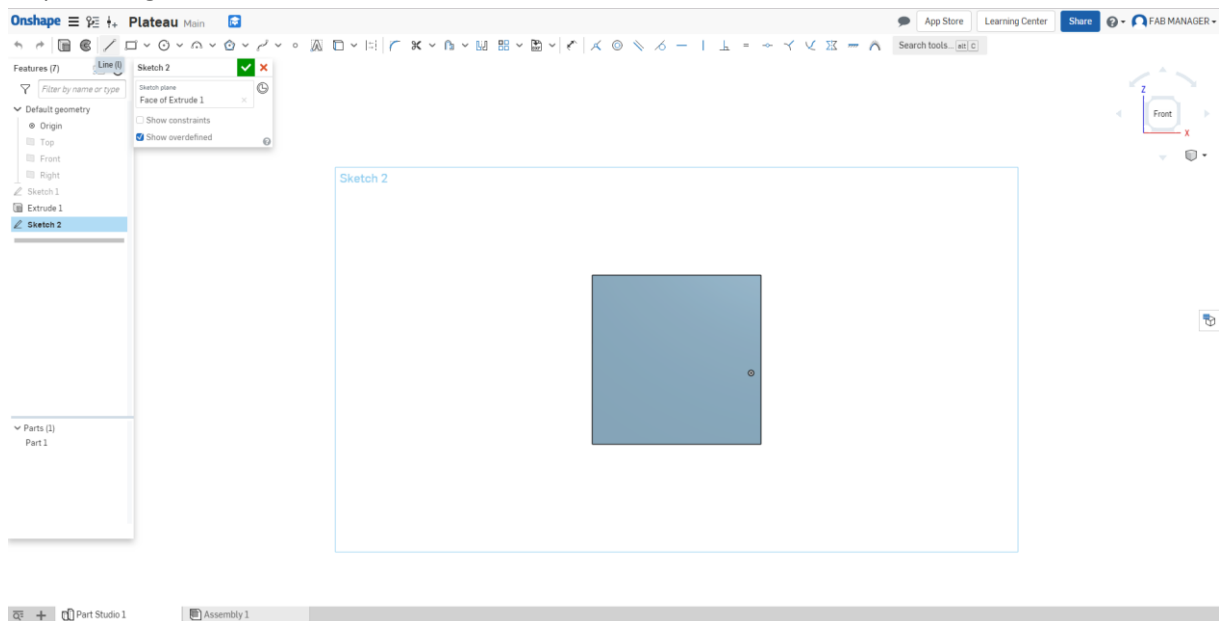 Onshape Plateau Main App Store Learning Center Share FAB MANAGER
Search tools... alt C
Features (7) Line (l) Sketch 2
Filter by name or type
Sketch plane
Face of Extrude 1
Default geometry
Show constraints
Origin
Show overdefined
Top
Front
Right
Sketch 1
Extrude 1
Sketch 2
Z
Front
X
Sketch 2
Parts (1)
Part 1
Part Studio 1 Assembly 1